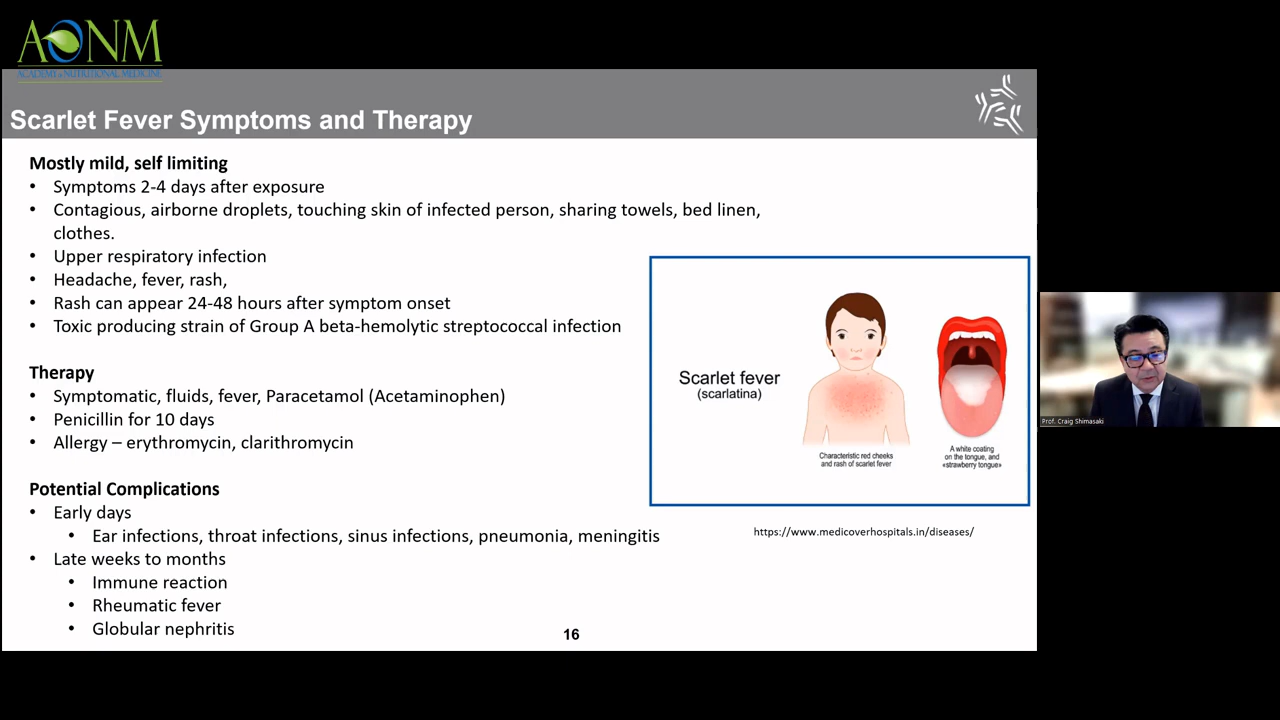 AONM
ACADEMY of NUTRITIONAL MEDICINE
Scarlet Fever Symptoms and Therapy
Mostly mild, self limiting
• Symptoms 2-4 days after exposure
• Contagious, airborne droplets, touching skin of infected person, sharing towels, bed linen,
clothes.
• Upper respiratory infection
• Headache, fever, rash,
• Rash can appear 24-48 hours after symptom onset
• Toxic producing strain of Group A beta-hemolytic streptococcal infection
Therapy
• Symptomatic, fluids, fever, Paracetamol (Acetaminophen)
• Penicillin for 10 days
• Allergy – erythromycin, clarithromycin
Potential Complications
• Early days
• Ear infections, throat infections, sinus infections, pneumonia, meningitis
• Late weeks to months
• Immune reaction
• Rheumatic fever
• Globular nephritis
Scarlet fever
(scarlatina)
Characteristic red cheeks
and rash of scarlet fever
A white coating
on the tongue, and
«strawberry tongue»
https://www.medicoverhospitals.in/diseases/
16
Prof. Craig Shimasaki